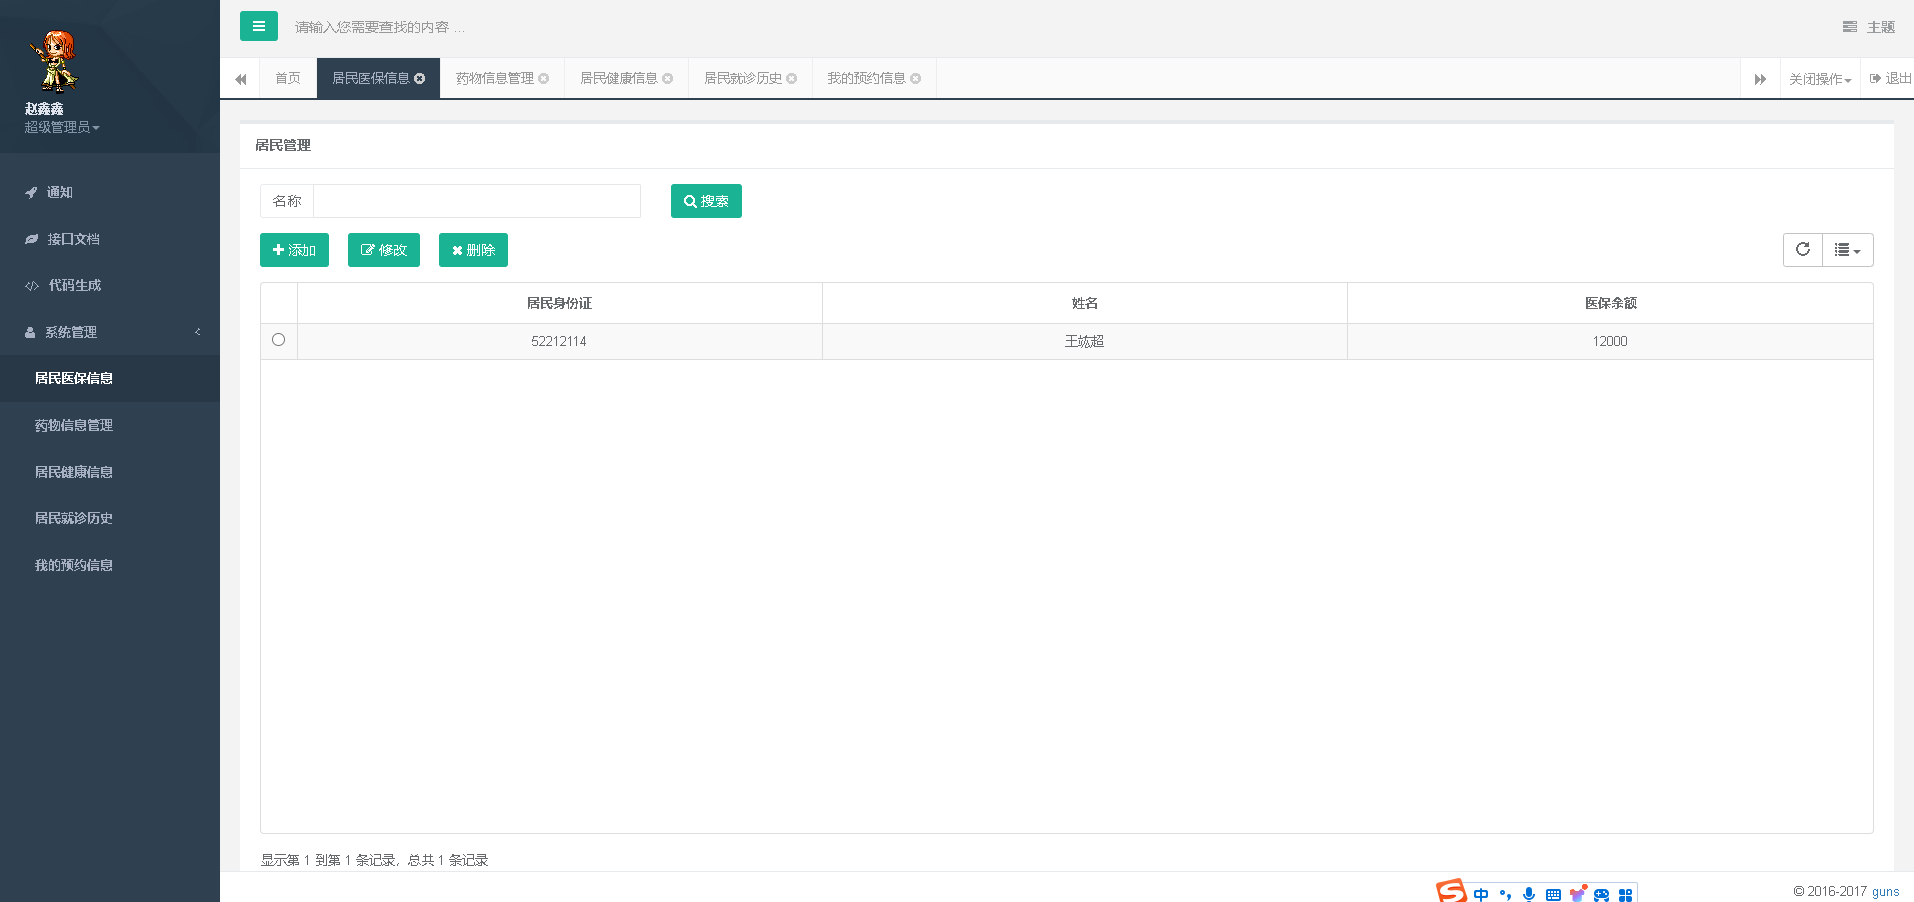 赵鑫鑫
超级管理员
通知
接口文档
代码生成
系统管理
居民医保信息
药物信息管理
居民健康信息
居民就诊历史
我的预约信息
请输入您需要查找的内容 ...
主题
首页
居民医保信息
药物信息管理
居民健康信息
居民就诊历史
我的预约信息
关闭操作
退出
居民管理
名称
搜索
添加
修改
删除
居民身份证 姓名 医保余额
52212114 王竑超 12000
显示第 1 到第 1 条记录，总共 1 条记录
中
© 2016-2017 guns